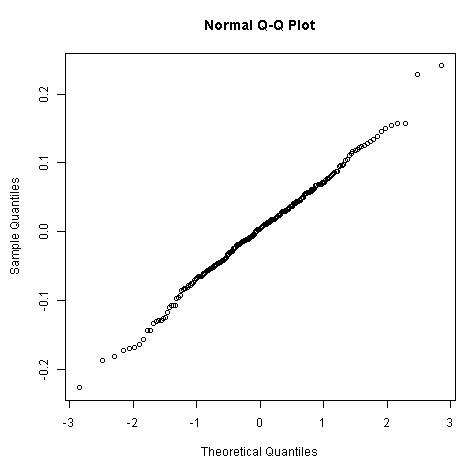 Normal Q-Q Plot
0.2
0.1
0.0
-0.1
-0.2
Sample Quantiles
-3 -2 -1 0 1 2 3
Theoretical Quantiles